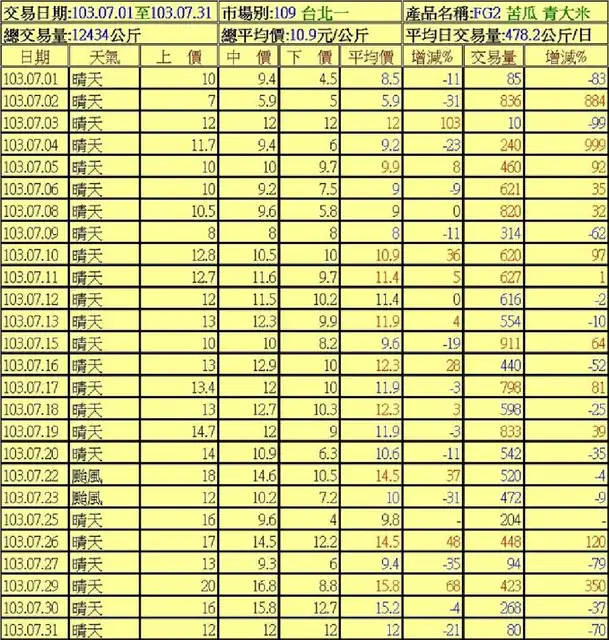 交易日期:103.07.01至103.07.31 市場別:109 台北一 產品名稱:FG2 苦瓜 青大米
總交易量:12434公斤 總平均價:10.9元/公斤 平均日交易量:478.2公斤/日
日期 天氣 上 價 中 價 下 價 平均價 增減% 交易量 增減%
103.07.01 晴天 10 9.4 4.5 8.5 -11 85 -83
103.07.02 晴天 7 5.9 5 5.9 -31 836 884
103.07.03 晴天 12 12 12 12 103 10 -99
103.07.04 晴天 11.7 9.4 6 9.2 -23 240 999
103.07.05 晴天 10 10 9.7 9.9 8 460 92
103.07.06 晴天 10 9.2 7.5 9 -9 621 35
103.07.08 晴天 10.5 9.6 5.8 9 0 820 32
103.07.09 晴天 8 8 8 8 -11 314 -62
103.07.10 晴天 12.8 10.5 10 10.9 36 620 97
103.07.11 晴天 12.7 11.6 9.7 11.4 5 627 1
103.07.12 晴天 12 11.5 10.2 11.4 0 616 -2
103.07.13 晴天 13 12.3 9.9 11.9 4 554 -10
103.07.15 晴天 10 10 8.2 9.6 -19 911 64
103.07.16 晴天 13 12.9 10 12.3 28 440 -52
103.07.17 晴天 13.4 12 10 11.9 -3 798 81
103.07.18 晴天 13 12.7 10.3 12.3 3 598 -25
103.07.19 晴天 14.7 12 9 11.9 -3 833 39
103.07.20 晴天 14 10.9 6.3 10.6 -11 542 -35
103.07.22 颱風 18 14.6 10.5 14.5 37 520 -4
103.07.23 颱風 12 10.2 7.2 10 -31 472 -9
103.07.25 晴天 16 9.6 4 9.8 - 204 -
103.07.26 晴天 17 14.5 12.2 14.5 48 448 120
103.07.27 晴天 13 9.3 6 9.4 -35 94 -79
103.07.29 晴天 20 16.8 8.8 15.8 68 423 350
103.07.30 晴天 16 15.8 12.7 15.2 -4 268 -37
103.07.31 晴天 12 12 12 12 -21 80 -70